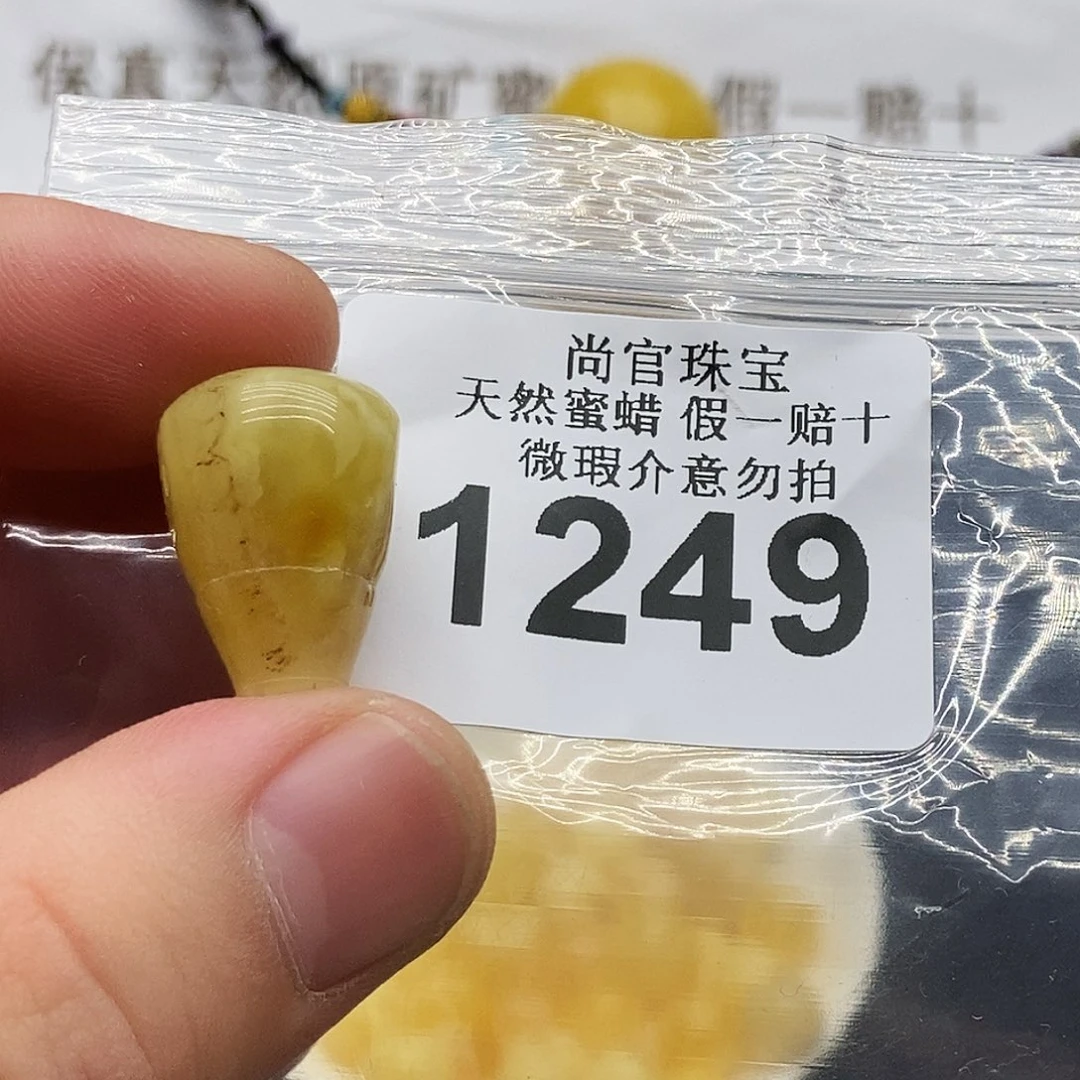 保真天然原矿蜜 假一赔十
尚官珠宝
天然蜜蜡 假一赔十
微瑕介意勿拍
1249